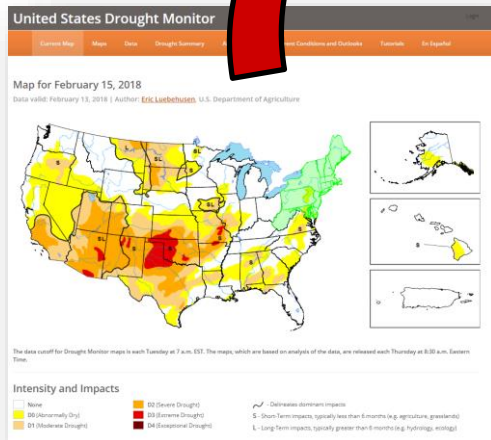 United States Drought Monitor
Login
Current Map Maps Data Drought Summary Conditions and Outlooks Tutorials En Español
Map for February 15, 2018
Data valid: February 13, 2018 | Author: Eric Luebehusen, U.S. Department of Agriculture
S
L
SL
SL
S
SL
S
SL
S
S
S
S
The data cutoff for Drought Monitor maps is each Tuesday at 7 a.m. EST. The maps, which are based on analysis of the data, are released each Thursday at 8:30 a.m. Eastern
Time.
Intensity and Impacts
None
D0 (Abnormally Dry)
D1 (Moderate Drought)
D2 (Severe Drought)
D3 (Extreme Drought)
D4 (Exceptional Drought)
- Delineates dominant impacts
S - Short-Term impacts, typically less than 6 months (e.g. agriculture, grasslands)
L - Long-Term impacts, typically greater than 6 months (e.g. hydrology, ecology)